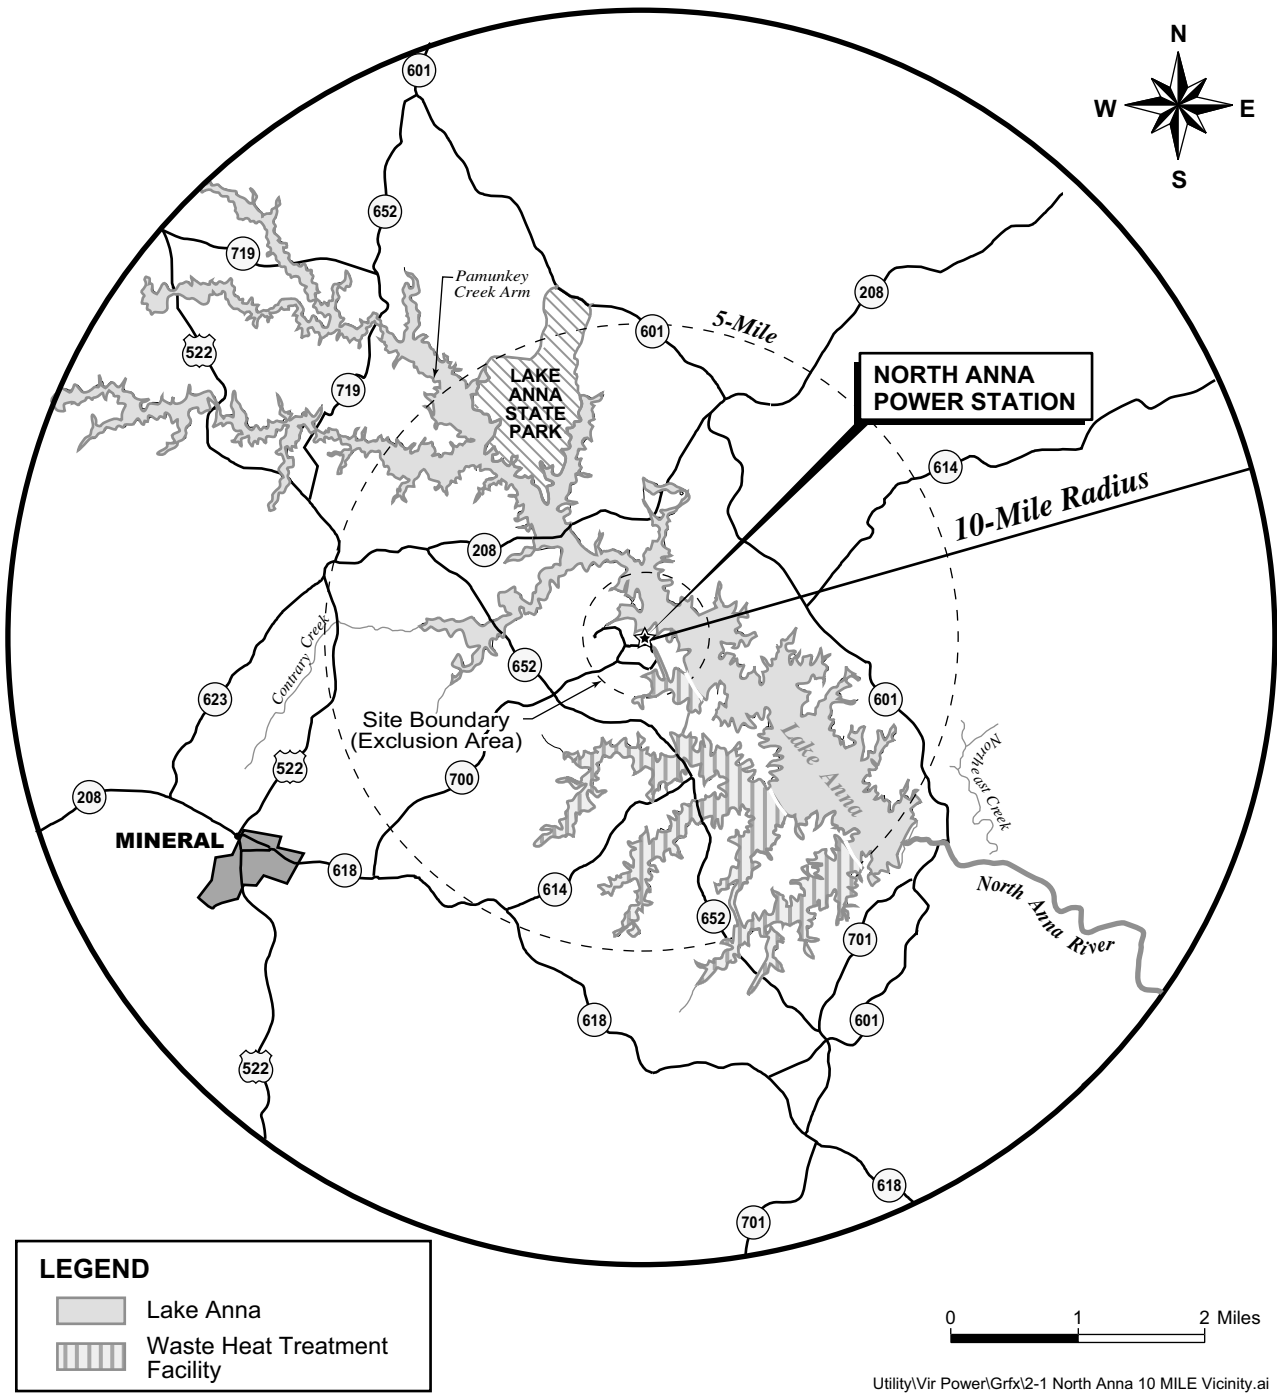 N
W E
S
601
652
719
Pamunkey
Creek Arm
208
5-Mile
601
522
NORTH ANNA
POWER STATION
LAKE
ANNA
STATE
PARK
719
614
10-Mile Radius
208
Contrary Creek
652
623
601
Site Boundary
(Exclusion Area)
Lake Anna
Northeast Creek
522
700
208
MINERAL
618
614
North Anna River
652
701
618
601
522
618
701
LEGEND
Lake Anna
Waste Heat Treatment
Facility
0 1 2 Miles
Utility\Vir Power\Grfx\2-1 North Anna 10 MILE Vicinity.ai